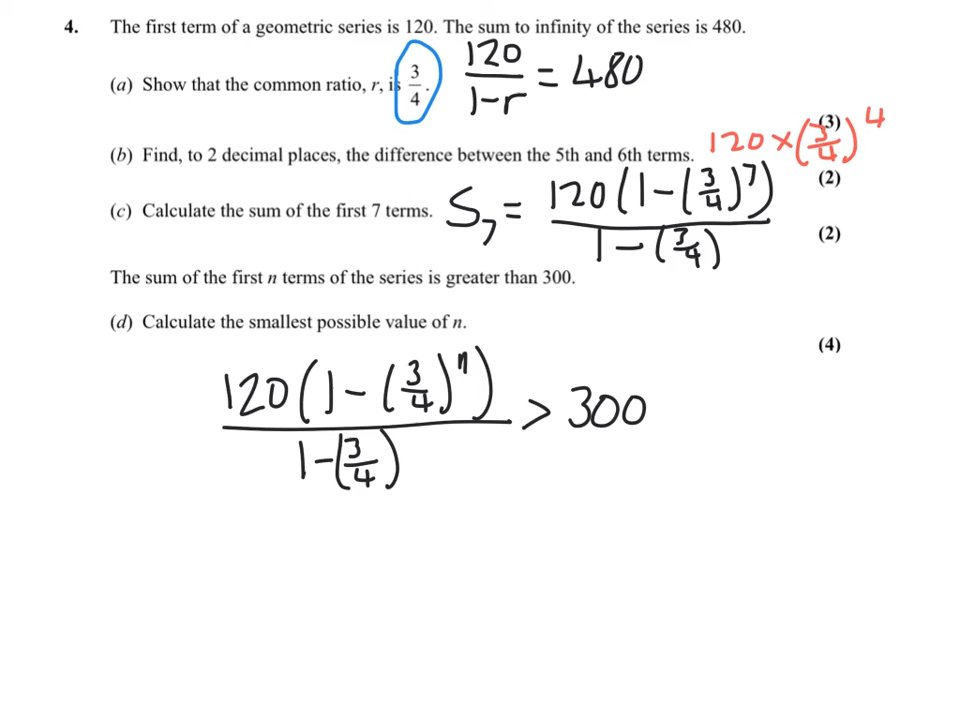 4. The first term of a geometric series is 120. The sum to infinity of the series is 480.
(a) Show that the common ratio, r, is 3/4. 120/(1-r) = 480
(3)
(b) Find, to 2 decimal places, the difference between the 5th and 6th terms. 120 × (3/4)^4
(2)
(c) Calculate the sum of the first 7 terms. S₇ = 120(1-(3/4)^7)/(1-(3/4))
(2)
The sum of the first n terms of the series is greater than 300.
(d) Calculate the smallest possible value of n.
(4)
120(1-(3/4)^n)/(1-(3/4)) > 300